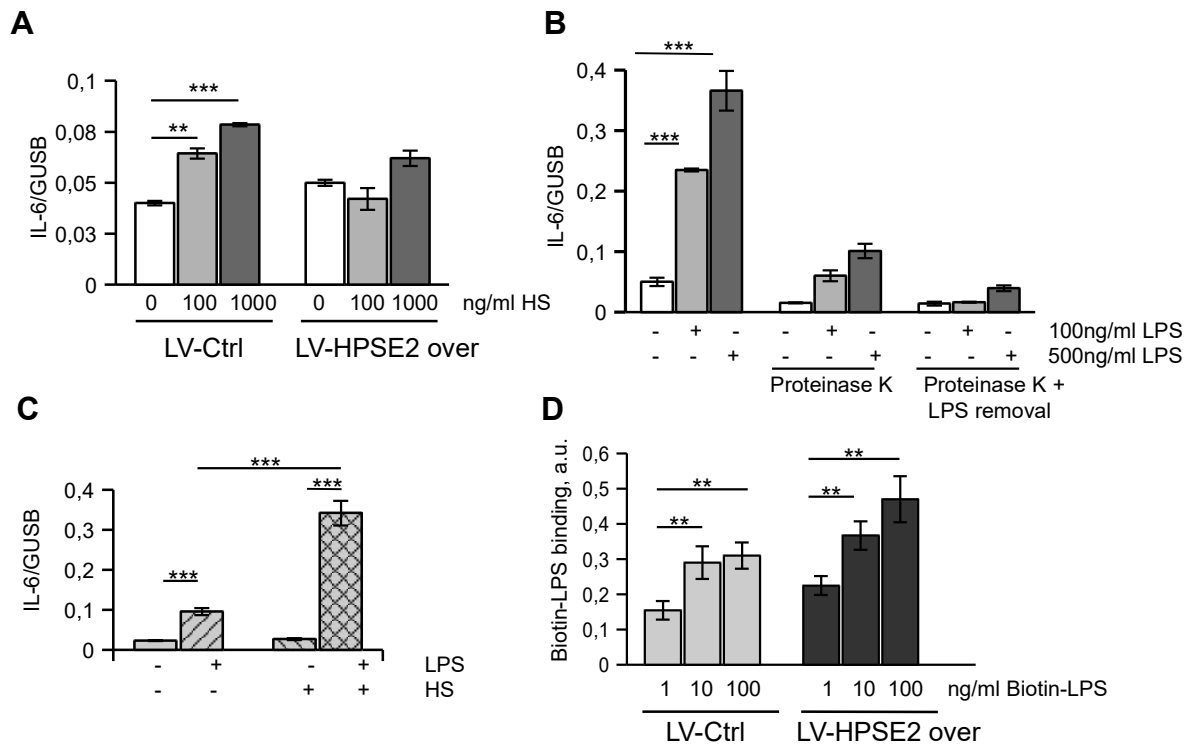 A
IL-6/GUSB
0,1
0,08
0,05
0,03
0
***
**
0 100 1000 0 100 1000 ng/ml HS
LV-Ctrl LV-HPSE2 over
B
IL-6/GUSB
0,4
0,3
0,2
0,1
0
***
***
- + - - + - - + - 100ng/ml LPS
- - + - - + - - + 500ng/ml LPS
Proteinase K Proteinase K +
LPS removal
C
IL-6/GUSB
0,4
0,3
0,2
0,1
0
***
***
***
- + - + LPS
- - + + HS
D
Biotin-LPS binding, a.u.
0,6
0,5
0,4
0,3
0,2
0,1
0
**
**
**
**
1 10 100 1 10 100 ng/ml Biotin-LPS
LV-Ctrl LV-HPSE2 over